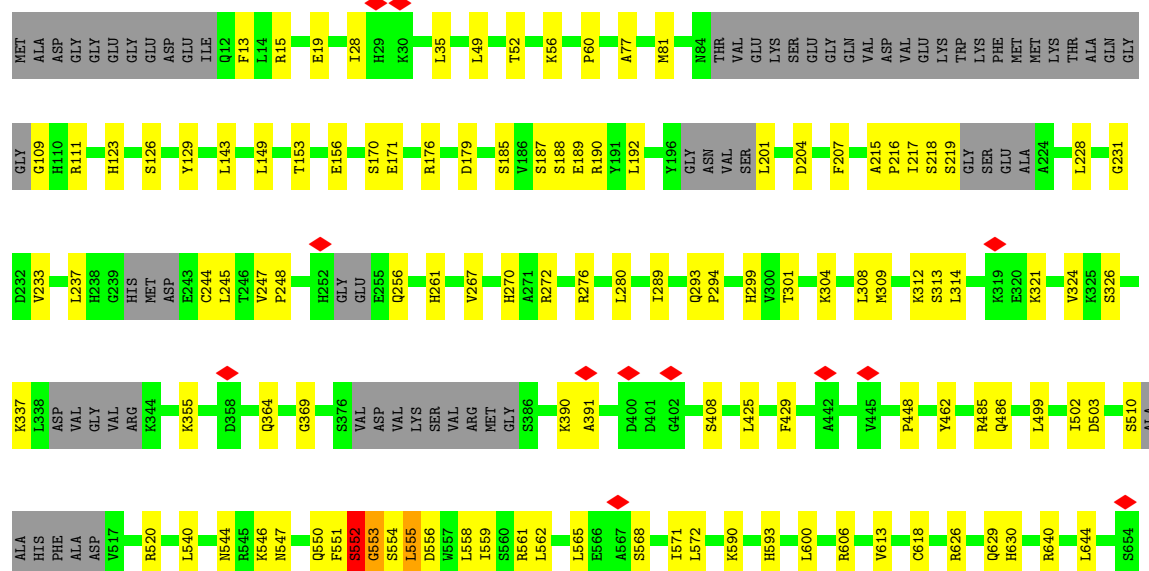 MET ALA ASP GLY GLY GLU GLY GLU ASP GLU ILE Q12 F13 L14 R15 E19 I28 H29 K30 L35 L49 T52 K56 P60 A77 M81 N84 THR VAL GLU LYS SER GLU GLY GLN VAL ASP VAL GLU LYS TRP LYS PHE MET MET LYS THR ALA GLN GLY
GLY G109 H110 R111 H123 S126 Y129 L143 L149 T153 E156 S170 E171 R176 D179 S185 V186 S187 S188 E189 R190 Y191 L192 Y196 GLY ASN VAL SER L201 D204 F207 A215 P216 I217 S218 S219 GLY SER GLU ALA A224 L228 G231
D232 V233 L237 H238 G239 HIS MET ASP E243 C244 L245 T246 V247 P248 H252 GLY GLU E255 Q256 H261 V267 H270 A271 R272 R276 L280 I289 Q293 P294 H299 V300 T301 K304 L308 M309 K312 S313 L314 K319 E320 K321 V324 K325 S326
K337 L338 ASP VAL GLY VAL ARG K344 K355 D358 Q364 G369 S376 VAL ASP VAL LYS SER VAL ARG MET GLY S386 K390 A391 D400 D401 G402 S408 L425 F429 A442 V445 P448 Y462 R485 Q486 L499 I502 D503 S510 ALA
ALA HIS PHE ALA ASP V517 R520 L540 N544 R545 K546 N547 Q550 F551 S552 G553 S554 L555 D556 W557 L558 I559 S560 R561 L562 L565 E566 A567 S568 I571 L572 K590 H593 L600 R606 V613 C618 R626 Q629 H630 R640 L644 S654